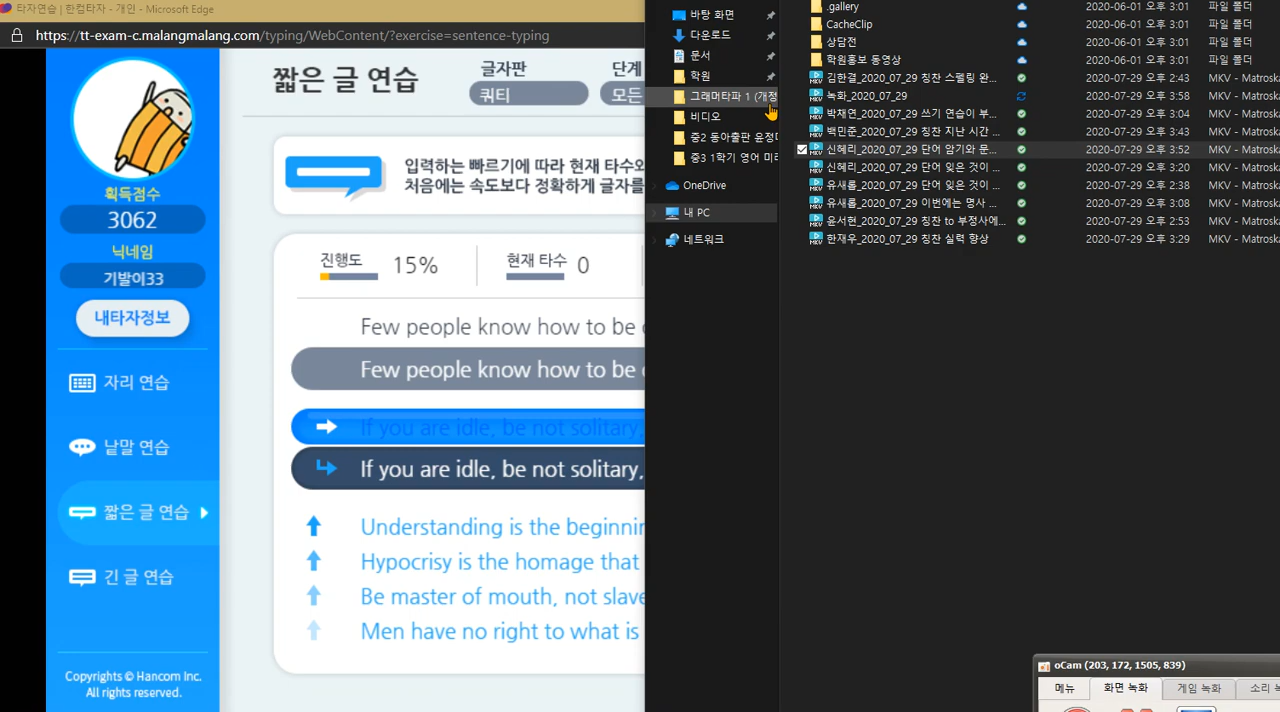 타자연습 | 한컴타자 - 개인 - Microsoft Edge
https://tt-exam-c.malangmalang.com/typing/WebContent/?exercise=sentence-typing
획득점수
3062
닉네임
기발이33
내타자정보
자리 연습
낱말 연습
짧은 글 연습
긴 글 연습
Copyrights © Hancom Inc.
All rights reserved.
짧은 글 연습
글자판
쿼티
단계
모든
입력하는 빠르기에 따라 현재 타수와
처음에는 속도보다 정확하게 글자를
진행도
15%
현재 타수
0
Few people know how to be
Few people know how to be
If you are idle, be not solitary,
If you are idle, be not solitary,
Understanding is the beginnin
Hypocrisy is the homage that
Be master of mouth, not slave
Men have no right to what is
바탕 화면
다운로드
문서
학원
그래머타파 1 (개정
비디오
중2 동아출판 윤정미
중3 1학기 영어 미래
OneDrive
내 PC
네트워크
.gallery 2020-06-01 오후 3:01 파일 폴더
CacheClip 2020-06-01 오후 3:01 파일 폴더
상담전 2020-06-01 오후 3:01 파일 폴더
학원홍보 동영상 2020-06-01 오후 3:01 파일 폴더
김한결_2020_07_29 칭찬 스펠링 완... 2020-07-29 오후 2:43 MKV - Matroska
녹화_2020_07_29 2020-07-29 오후 3:58 MKV - Matroska
박재연_2020_07_29 쓰기 연습이 부... 2020-07-29 오후 3:14 MKV - Matroska
백민준_2020_07_29 칭찬 지난 시간 ... 2020-07-29 오후 3:43 MKV - Matroska
신혜리_2020_07_29 단어 암기와 문... 2020-07-29 오후 3:52 MKV - Matroska
신혜리_2020_07_29 단어 잊은 것이 ... 2020-07-29 오후 3:20 MKV - Matroska
유새롬_2020_07_29 단어 잊은 것이 ... 2020-07-29 오후 2:38 MKV - Matroska
유새롬_2020_07_29 이번에는 명사 ... 2020-07-29 오후 3:08 MKV - Matroska
윤서현_2020_07_29 칭찬 to 부정사에... 2020-07-29 오후 2:53 MKV - Matroska
한재우_2020_07_29 칭찬 실력 향상 2020-07-29 오후 3:29 MKV - Matroska
oCam (203, 172, 1505, 839)
메뉴
화면 녹화
게임 녹화
소리 녹